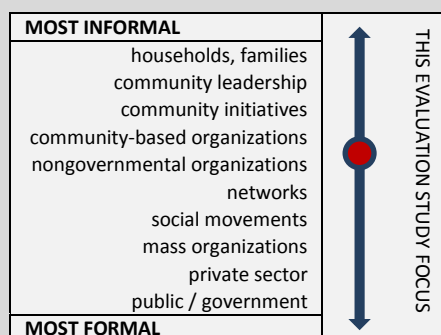 MOST INFORMAL
households, families
community leadership
community initiatives
community-based organizations
nongovernmental organizations
networks
social movements
mass organizations
private sector
public / government
MOST FORMAL
THIS EVALUATION STUDY FOCUS